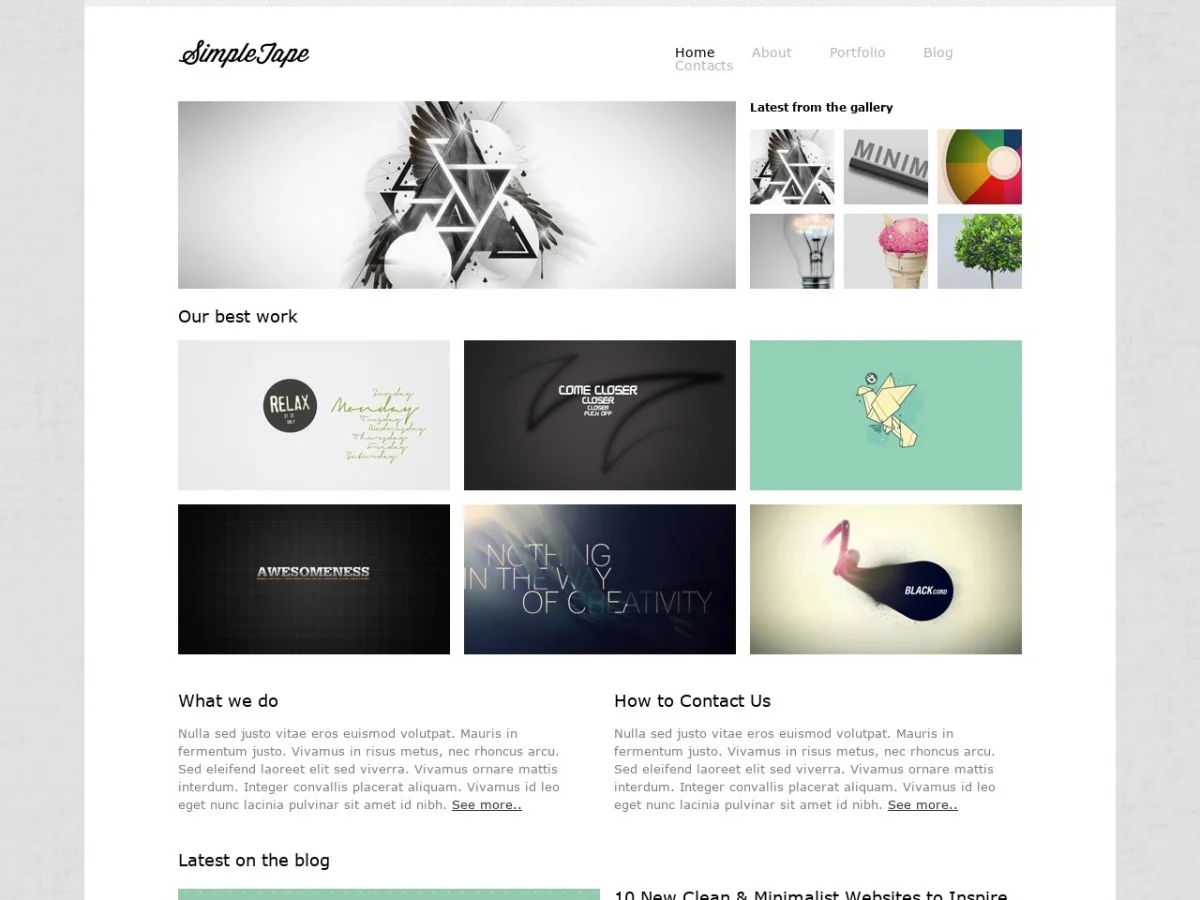 SimpleTape
Home About Portfolio Blog
Contacts
Latest from the gallery
MINIM
Our best work
RELAX
ONLY
Sunday
Monday
Tuesday
Wednesday
Thursday
Friday
Saturday
COME CLOSER
CLOSER
CLOSER
FUCK OFF
AWESOMENESS
NOTHING
IN THE WAY
OF CREATIVITY
BLACKCORD
What we do
Nulla sed justo vitae eros euismod volutpat. Mauris in
fermentum justo. Vivamus in risus metus, nec rhoncus arcu.
Sed eleifend laoreet elit sed viverra. Vivamus ornare mattis
interdum. Integer convallis placerat aliquam. Vivamus id leo
eget nunc lacinia pulvinar sit amet id nibh. See more..
How to Contact Us
Nulla sed justo vitae eros euismod volutpat. Mauris in
fermentum justo. Vivamus in risus metus, nec rhoncus arcu.
Sed eleifend laoreet elit sed viverra. Vivamus ornare mattis
interdum. Integer convallis placerat aliquam. Vivamus id leo
eget nunc lacinia pulvinar sit amet id nibh. See more..
Latest on the blog
10 New Clean & Minimalist Websites to Inspire